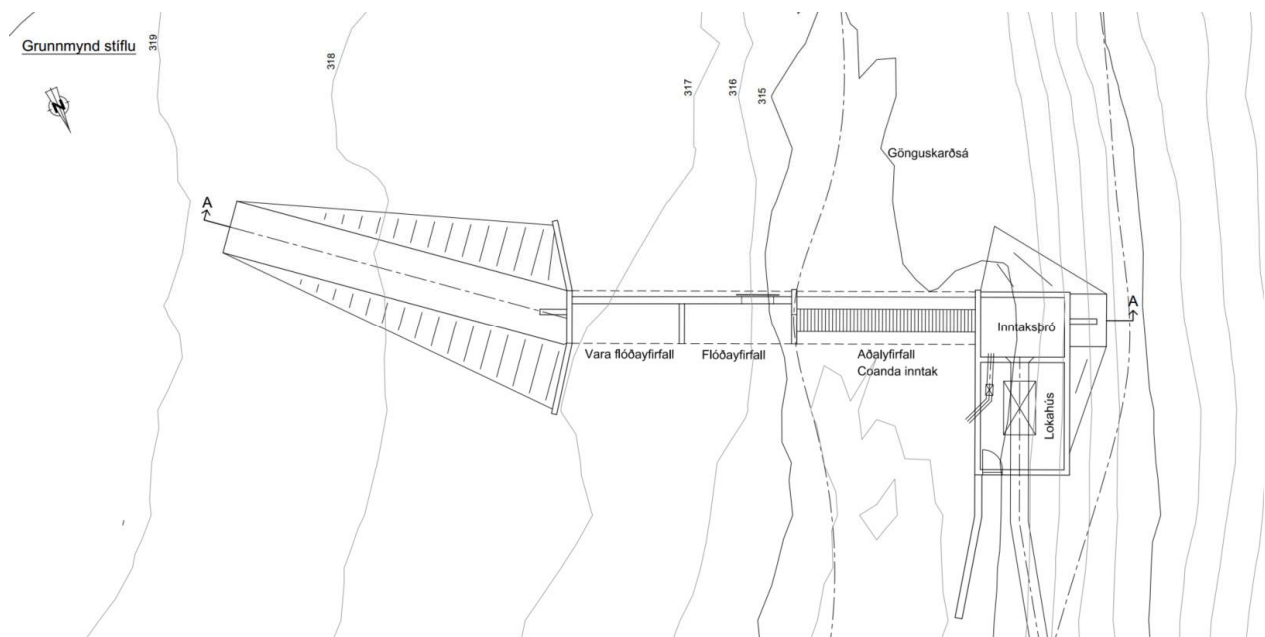 Grunnmynd stíflu
319
318
317
316
315
N
Gönguskarðsá
A
A
Inntaksþró
Vara flóðayfirfall
Flóðayfirfall
Aðalyfirfall
Coanda inntak
Lokahús